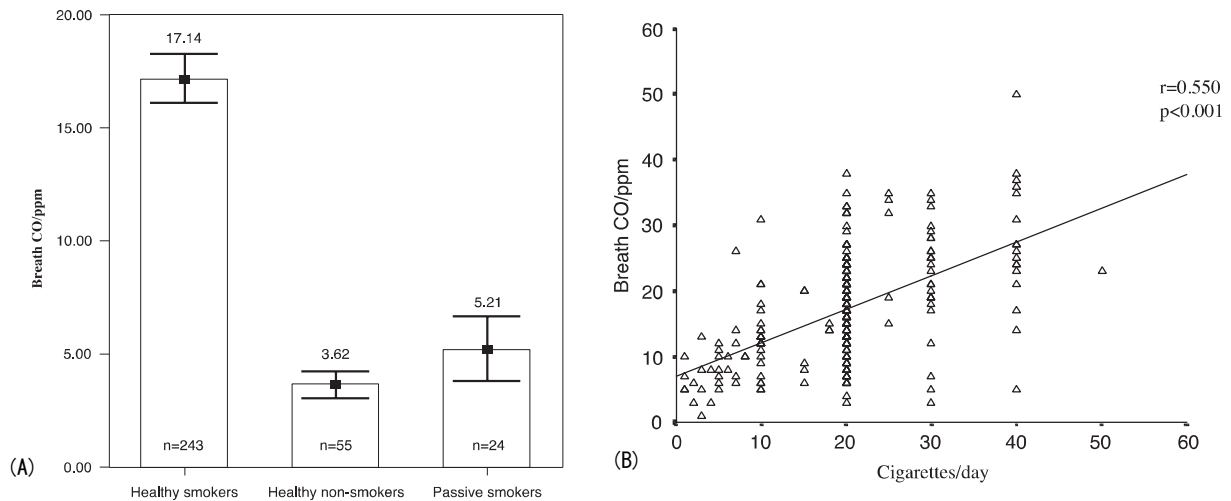 20.00
17.14
15.00
10.00
Breath CO/ppm
5.21
5.00
3.62
n=243
n=55
n=24
0.00
Healthy smokers
Healthy non-smokers
Passive smokers
(A)
60
50
40
30
20
10
0
Breath CO/ppm
r=0.550
p<0.001
0
10
20
30
40
50
60
Cigarettes/day
(B)